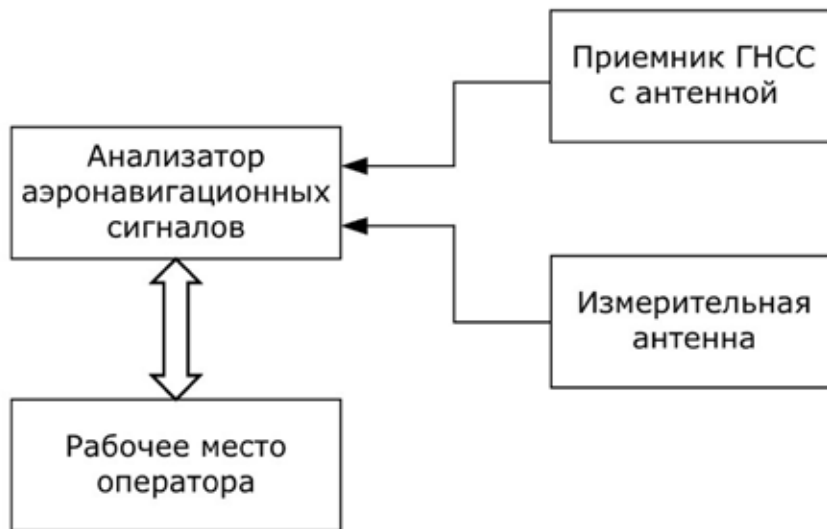 Приемник ГНСС
с антенной
Анализатор
аэронавигационных
сигналов
Измерительная
антенна
Рабочее место
оператора